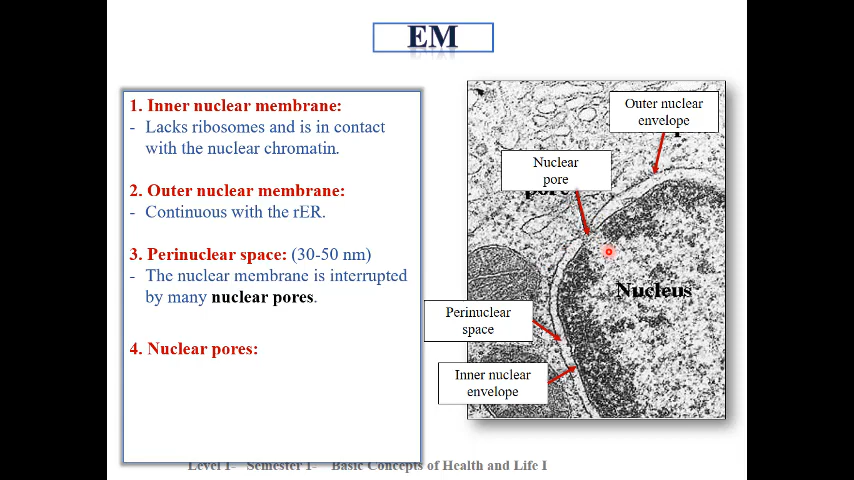 EM
1. Inner nuclear membrane:
- Lacks ribosomes and is in contact
with the nuclear chromatin.
2. Outer nuclear membrane:
- Continuous with the rER.
3. Perinuclear space: (30-50 nm)
- The nuclear membrane is interrupted
by many nuclear pores.
4. Nuclear pores:
Outer nuclear
envelope
Nuclear
pore
Nucleus
Perinuclear
space
Inner nuclear
envelope
Level I- Semester 1- Basic Concepts of Health and Life I